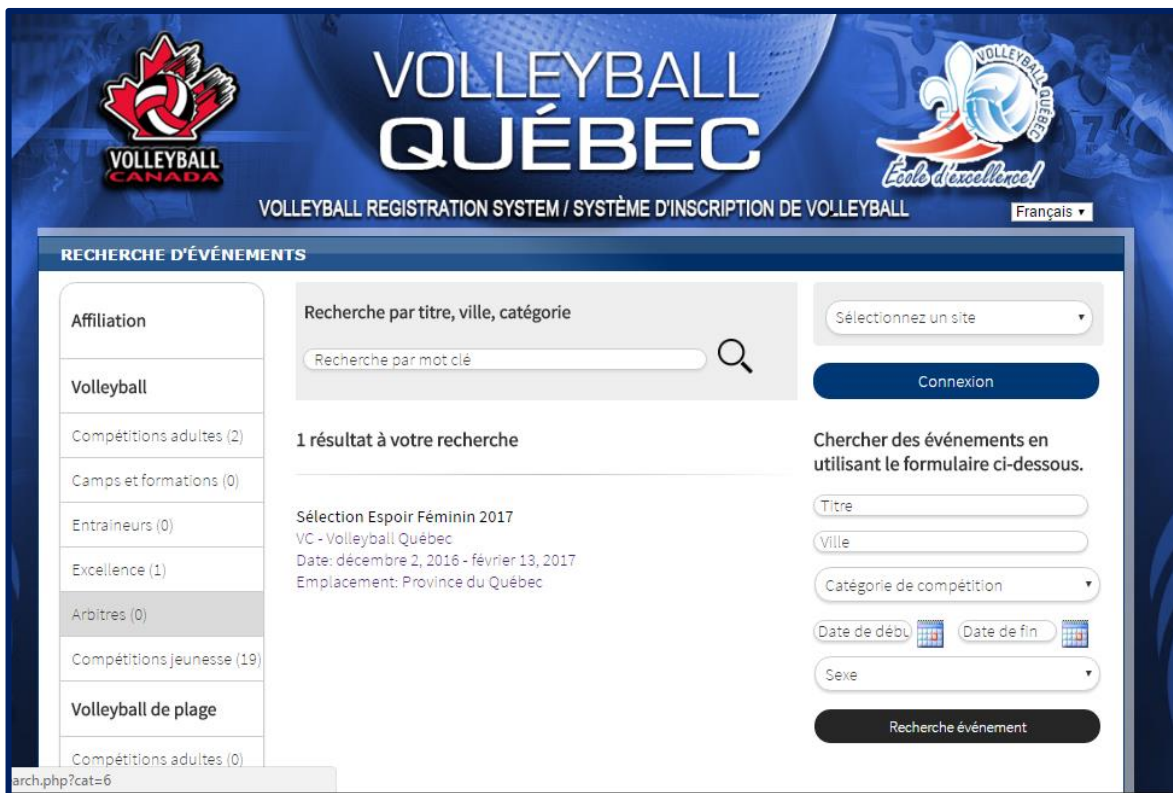 VOLLEYBALL
CANADA
VOLLEYBALL
QUÉBEC
VOLLEYBALL QUÉBEC
École d'excellence!
VOLLEYBALL REGISTRATION SYSTEM / SYSTÈME D'INSCRIPTION DE VOLLEYBALL
Français
RECHERCHE D'ÉVÉNEMENTS
Affiliation
Volleyball
Compétitions adultes (2)
Camps et formations (0)
Entraineurs (0)
Excellence (1)
Arbitres (0)
Compétitions jeunesse (19)
Volleyball de plage
Compétitions adultes (0)
arch.php?cat=6
Recherche par titre, ville, catégorie
Recherche par mot clé
1 résultat à votre recherche
Sélection Espoir Féminin 2017
VC - Volleyball Québec
Date: décembre 2, 2016 - février 13, 2017
Emplacement: Province du Québec
Sélectionnez un site
Connexion
Chercher des événements en
utilisant le formulaire ci-dessous.
Titre
Ville
Catégorie de compétition
Date de débu Date de fin
Sexe
Recherche événement